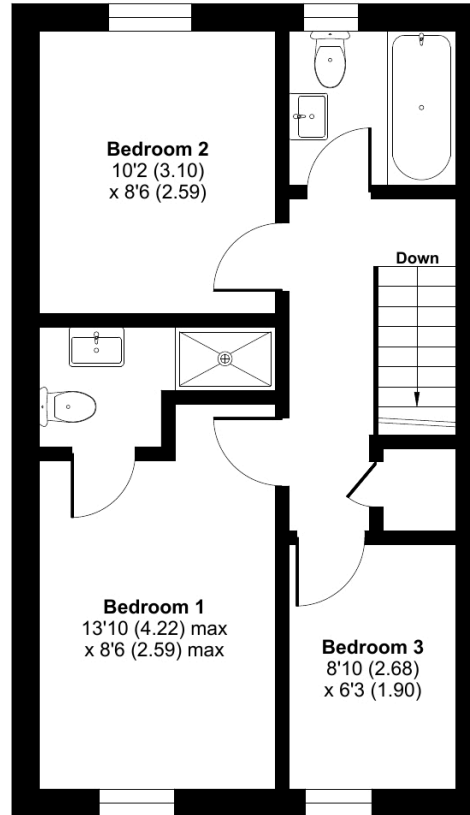 Bedroom 2
10'2 (3.10)
x 8'6 (2.59)
Down
Bedroom 1
13'10 (4.22) max
x 8'6 (2.59) max
Bedroom 3
8'10 (2.68)
x 6'3 (1.90)